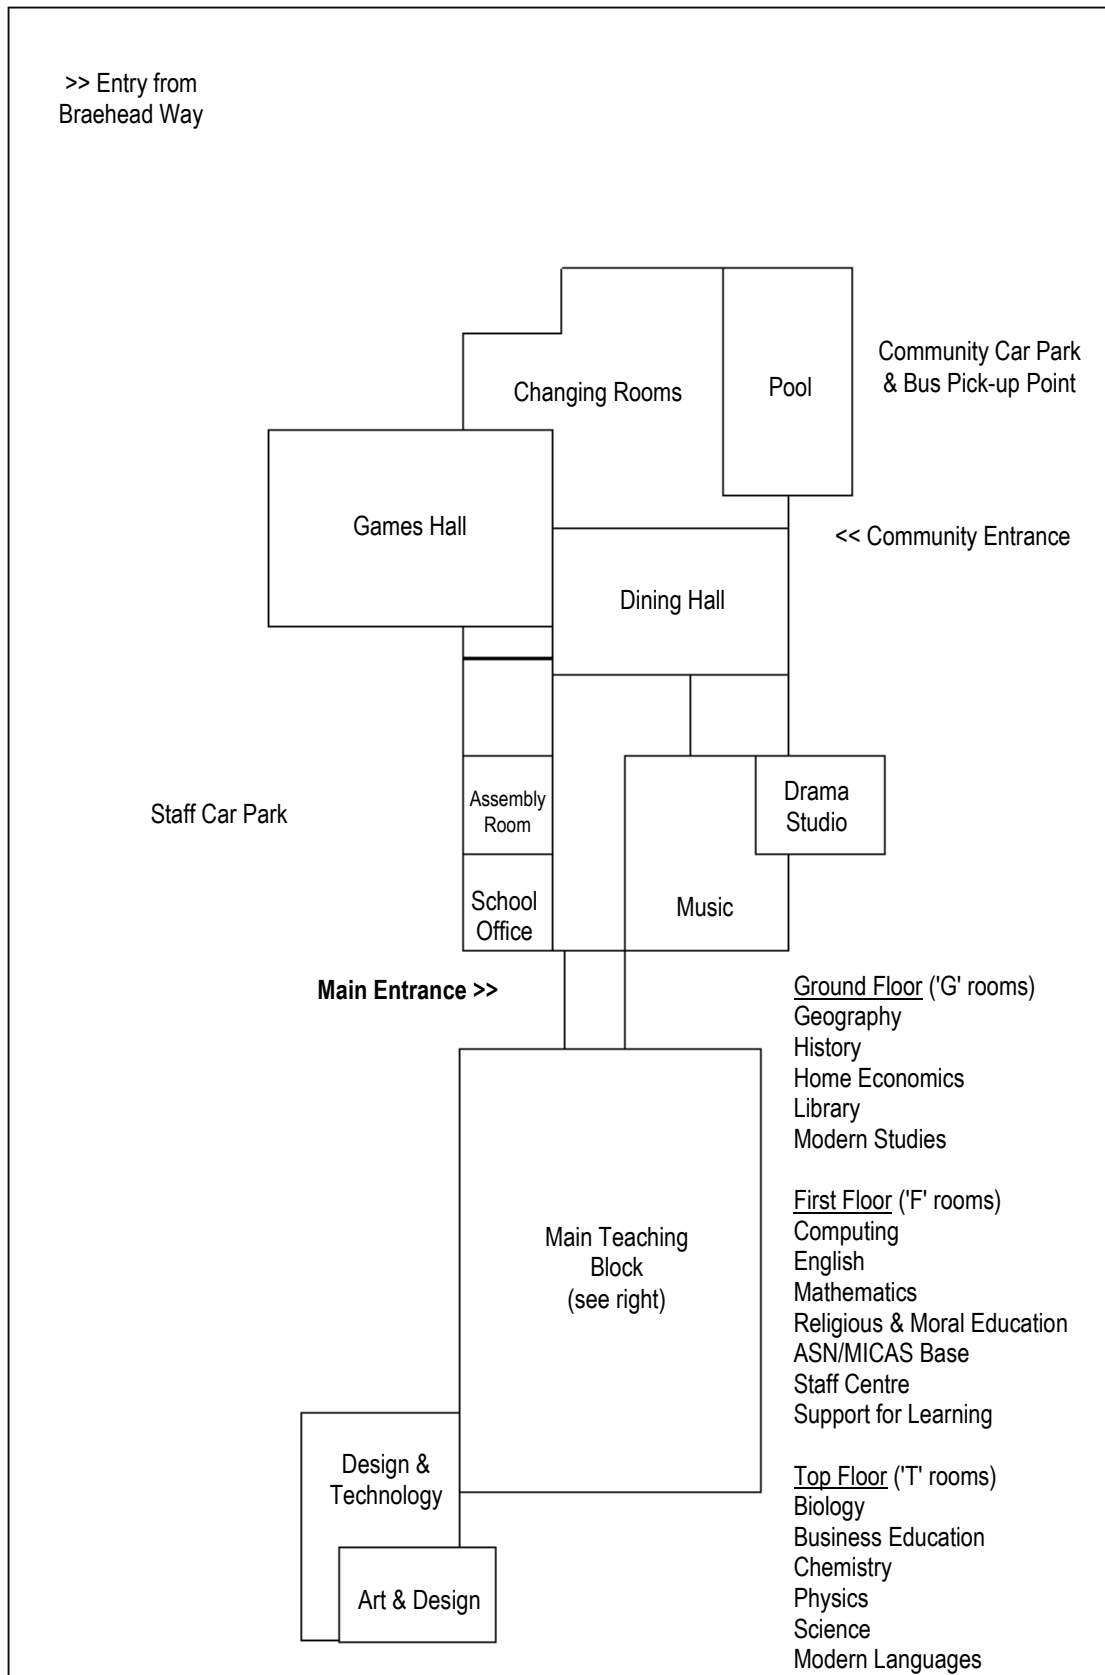 >> Entry from
Braehead Way
Community Car Park
& Bus Pick-up Point
Changing Rooms
Pool
Games Hall
<< Community Entrance
Dining Hall
Staff Car Park
Assembly
Room
Drama
Studio
School
Office
Music
Main Entrance >>
Ground Floor ('G' rooms)
Geography
History
Home Economics
Library
Modern Studies
First Floor ('F' rooms)
Computing
English
Mathematics
Religious & Moral Education
ASN/MICAS Base
Staff Centre
Support for Learning
Main Teaching
Block
(see right)
Top Floor ('T' rooms)
Biology
Business Education
Chemistry
Physics
Science
Modern Languages
Design &
Technology
Art & Design